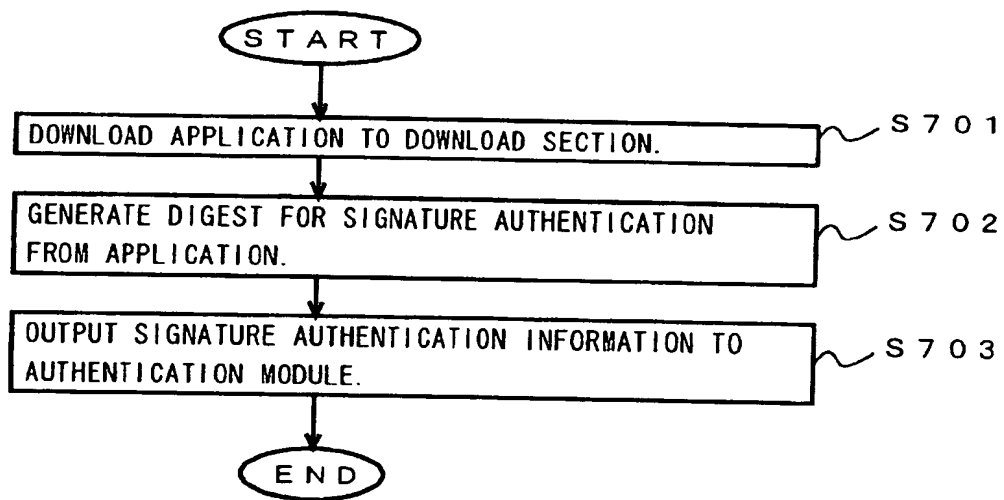 START
DOWNLOAD APPLICATION TO DOWNLOAD SECTION.
S701
GENERATE DIGEST FOR SIGNATURE AUTHENTICATION
FROM APPLICATION.
S702
OUTPUT SIGNATURE AUTHENTICATION INFORMATION TO
AUTHENTICATION MODULE.
S703
END